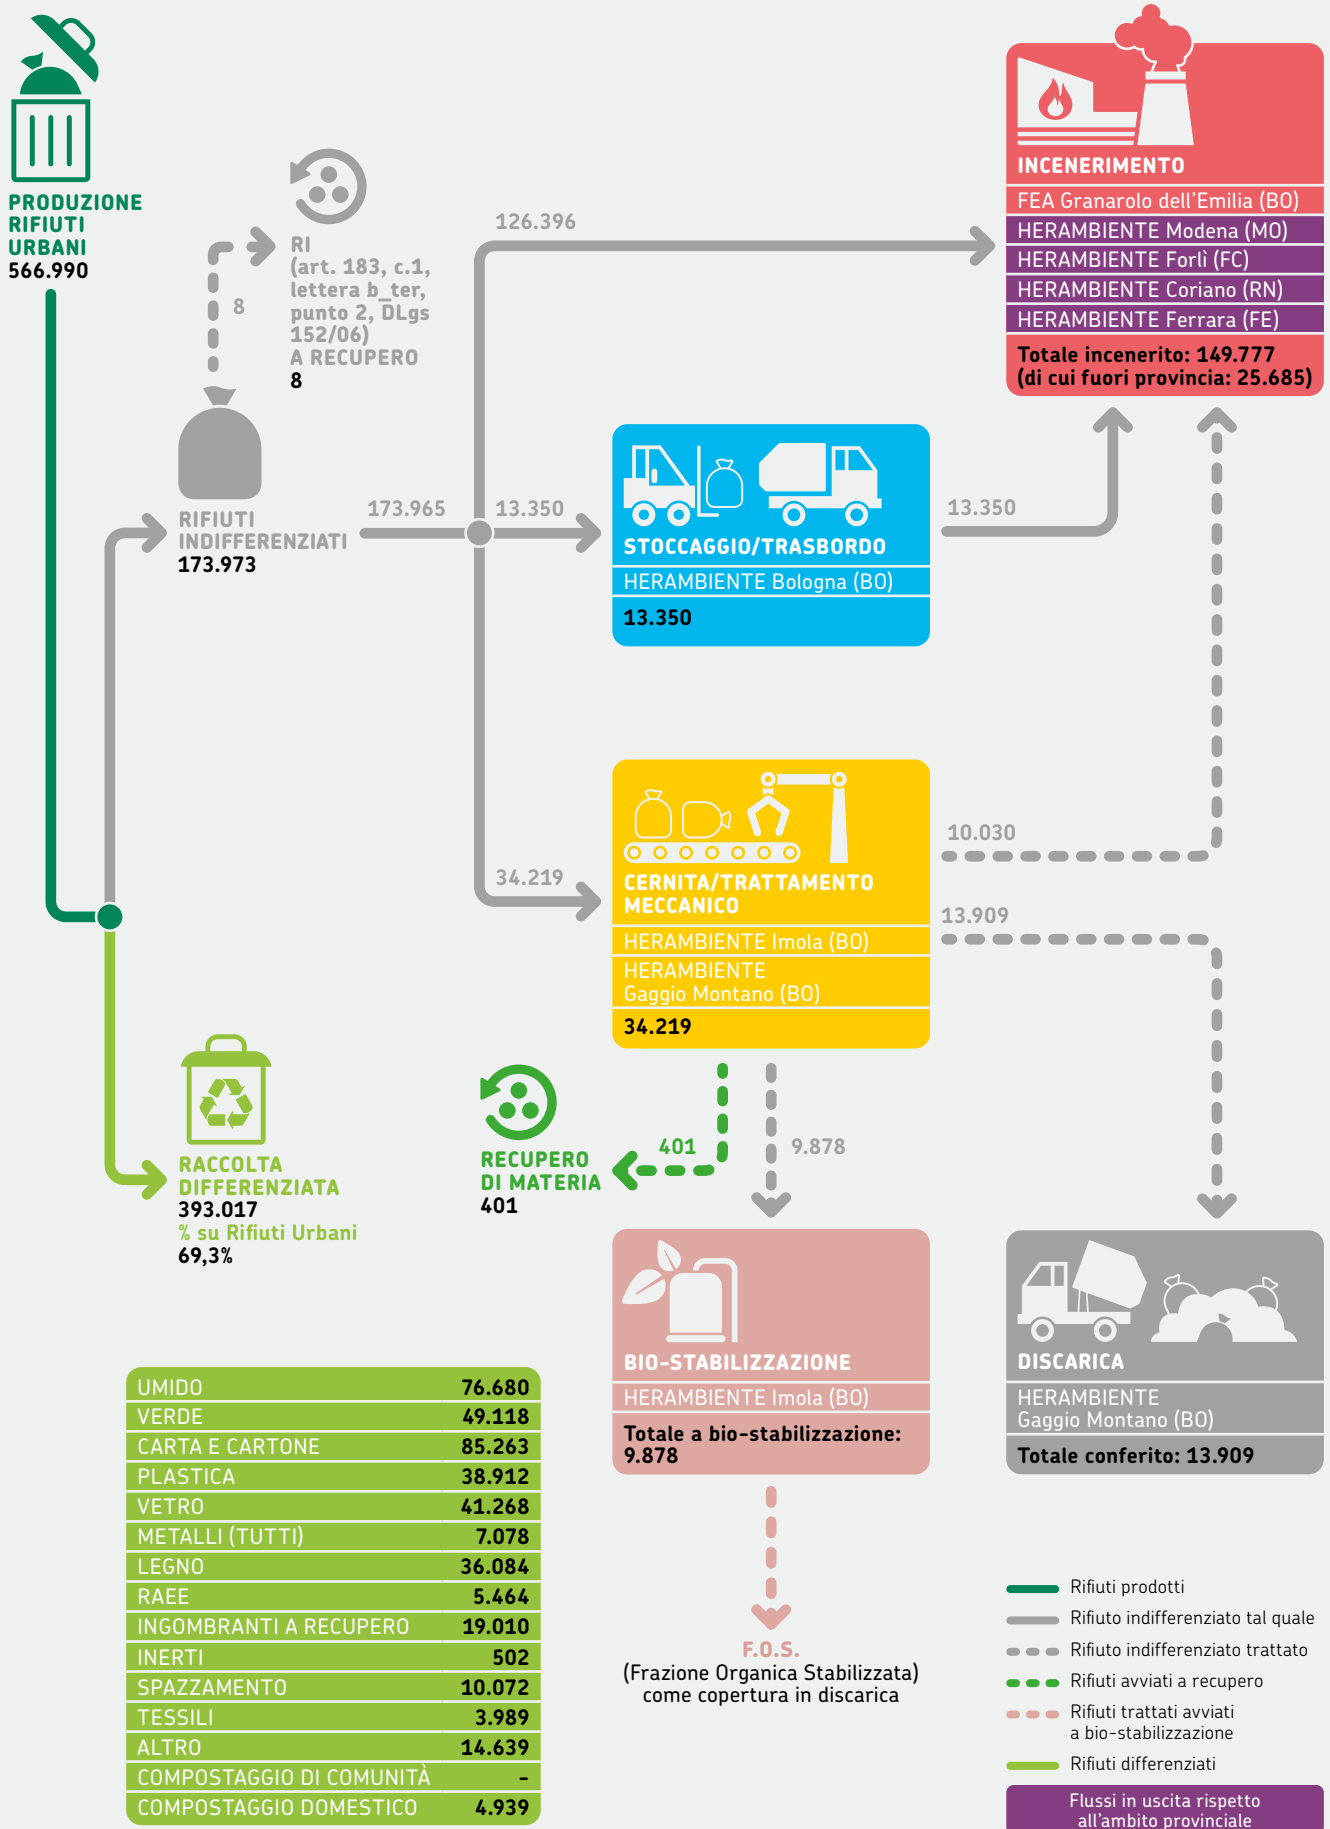 PRODUZIONE
RIFIUTI
URBANI
566.990
8
RI
(art. 183, c.1,
lettera b_ter,
punto 2, DLgs
152/06)
A RECUPERO
8
RIFIUTI
INDIFFERENZIATI
173.973
173.965
126.396
13.350
34.219
INCENERIMENTO
FEA Granarolo dell'Emilia (BO)
HERAMBIENTE Modena (MO)
HERAMBIENTE Forlì (FC)
HERAMBIENTE Coriano (RN)
HERAMBIENTE Ferrara (FE)
Totale incenerito: 149.777
(di cui fuori provincia: 25.685)
STOCCAGGIO/TRASBORDO
HERAMBIENTE Bologna (BO)
13.350
13.350
CERNITA/TRATTAMENTO
MECCANICO
HERAMBIENTE Imola (BO)
HERAMBIENTE
Gaggio Montano (BO)
34.219
10.030
13.909
RACCOLTA
DIFFERENZIATA
393.017
% su Rifiuti Urbani
69,3%
RECUPERO
DI MATERIA
401
401
9.878
BIO-STABILIZZAZIONE
HERAMBIENTE Imola (BO)
Totale a bio-stabilizzazione:
9.878
F.O.S.
(Frazione Organica Stabilizzata)
come copertura in discarica
DISCARICA
HERAMBIENTE
Gaggio Montano (BO)
Totale conferito: 13.909
UMIDO 76.680
VERDE 49.118
CARTA E CARTONE 85.263
PLASTICA 38.912
VETRO 41.268
METALLI (TUTTI) 7.078
LEGNO 36.084
RAEE 5.464
INGOMBRANTI A RECUPERO 19.010
INERTI 502
SPAZZAMENTO 10.072
TESSILI 3.989
ALTRO 14.639
COMPOSTAGGIO DI COMUNITÀ -
COMPOSTAGGIO DOMESTICO 4.939
Rifiuti prodotti
Rifiuto indifferenziato tal quale
Rifiuto indifferenziato trattato
Rifiuti avviati a recupero
Rifiuti trattati avviati
a bio-stabilizzazione
Rifiuti differenziati
Flussi in uscita rispetto
all'ambito provinciale